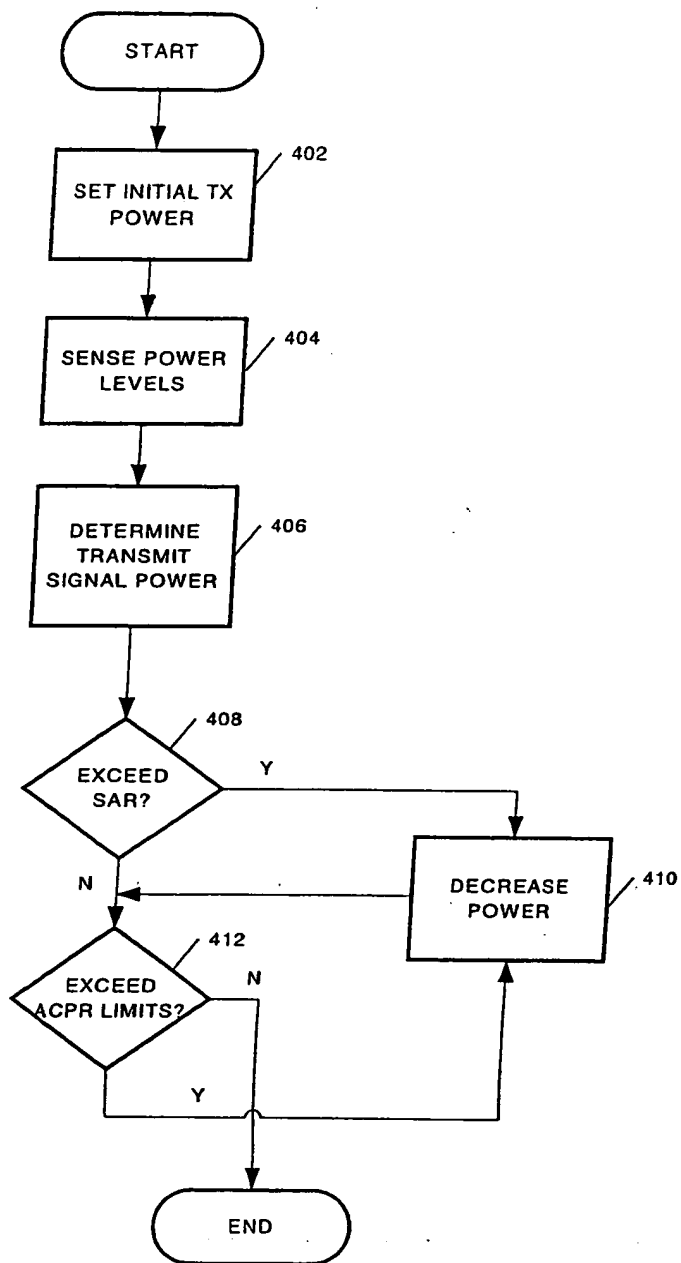 START
402
SET INITIAL TX
POWER
404
SENSE POWER
LEVELS
406
DETERMINE
TRANSMIT
SIGNAL POWER
408
EXCEED
SAR?
Y
N
DECREASE
POWER
410
412
EXCEED
ACPR LIMITS?
N
Y
END